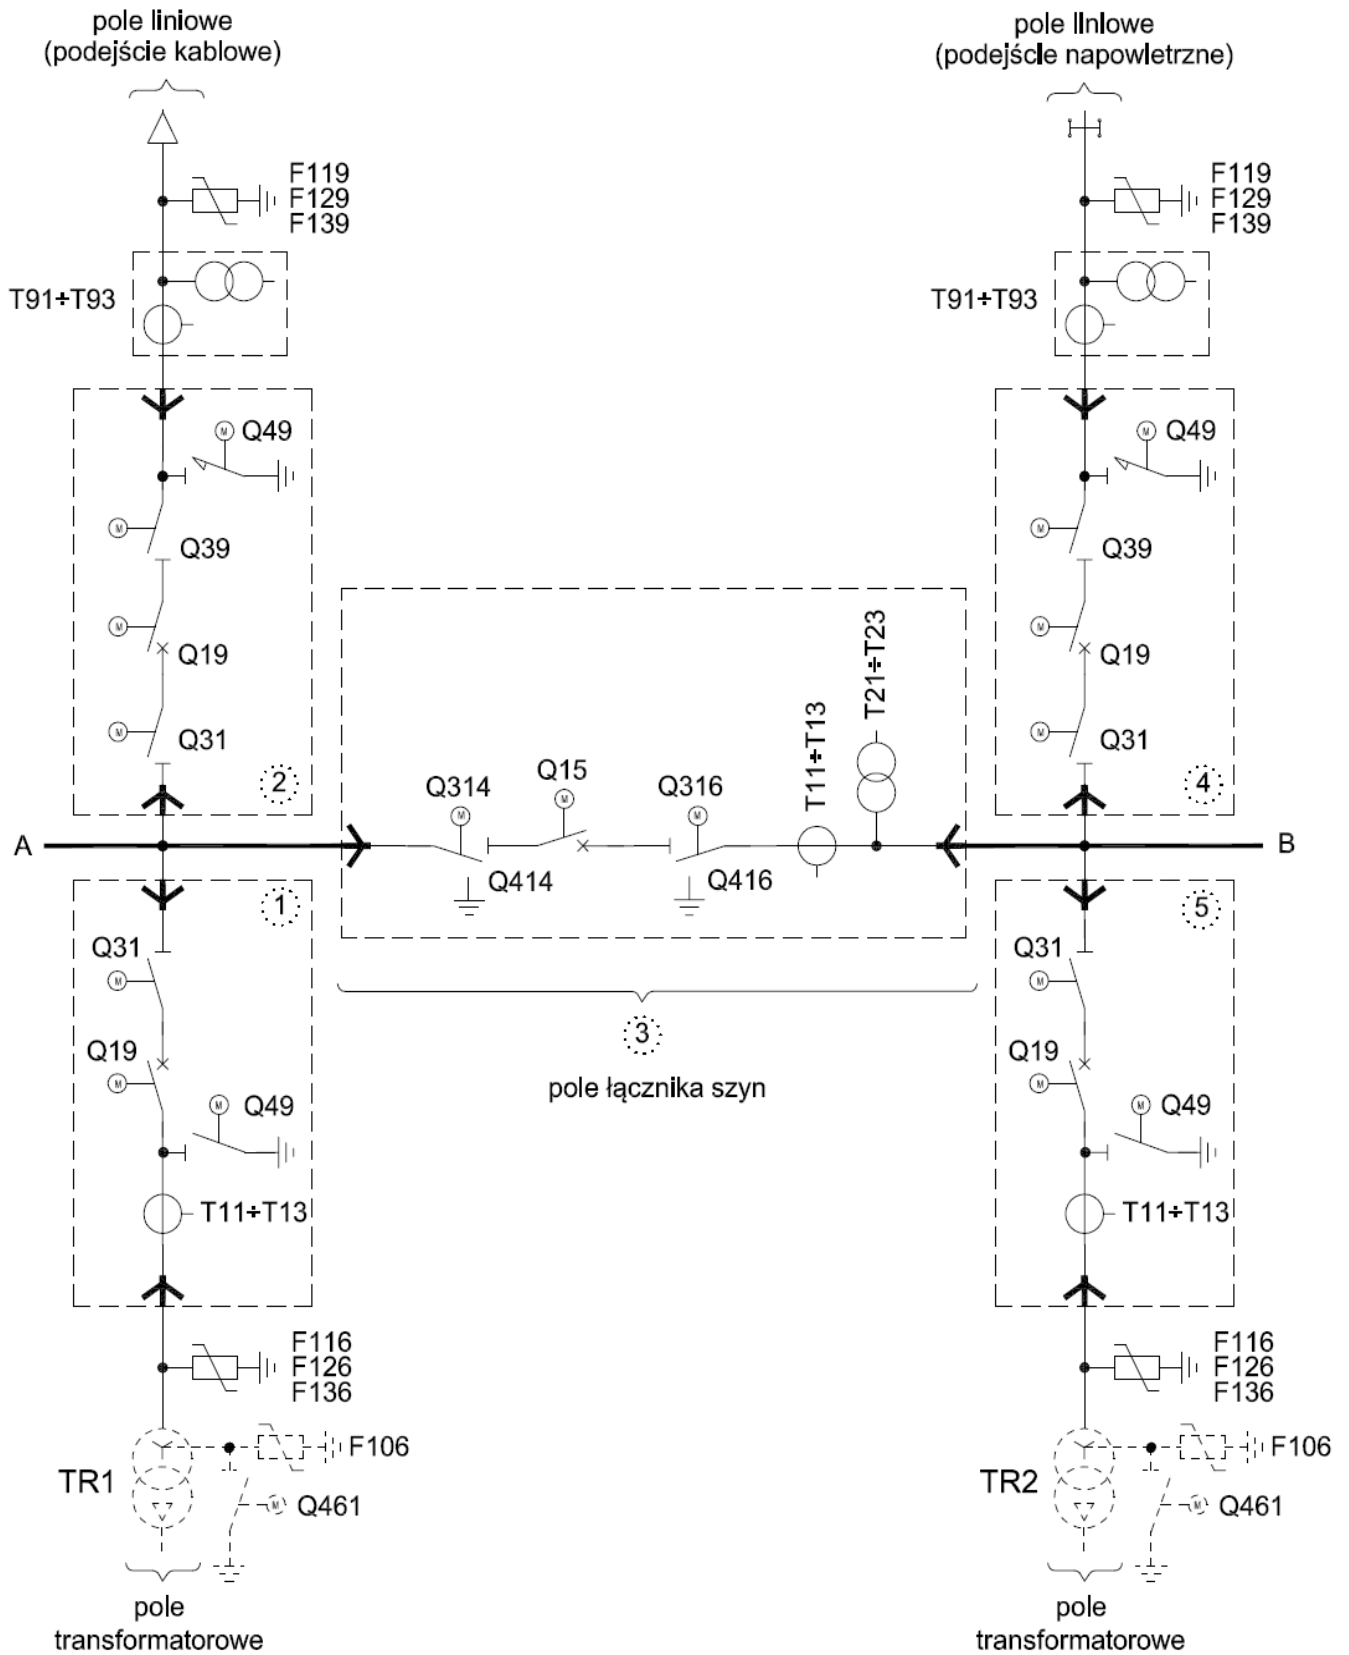 pole liniowe
(podejście kablowe)
pole lInIowe
(podejście napowletrzne)
F119
F129
F139
T91÷T93
F119
F129
F139
T91÷T93
M
Q49
M
Q39
M
Q19
M
Q31
2
M
Q49
M
Q39
M
Q19
M
Q31
4
Q314
M
Q414
Q15
M
Q316
M
Q416
T11÷T13
T21÷T23
A
B
3
pole łącznika szyn
1
Q31
M
Q19
M
M
Q49
T11÷T13
5
Q31
M
Q19
M
M
Q49
T11÷T13
F116
F126
F136
F106
TR1
M
Q461
pole
transformatorowe
F116
F126
F136
F106
TR2
M
Q461
pole
transformatorowe